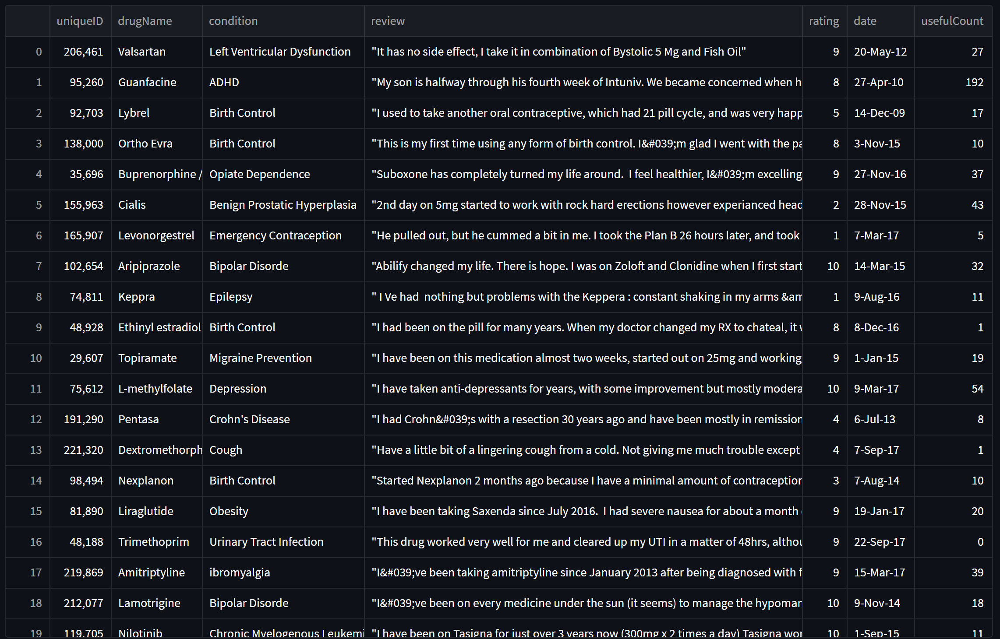 uniqueID drugName condition review rating date usefulCount
0 206,461 Valsartan Left Ventricular Dysfunction "It has no side effect, I take it in combination of Bystolic 5 Mg and Fish Oil" 9 20-May-12 27
1 95,260 Guanfacine ADHD "My son is halfway through his fourth week of Intuniv. We became concerned when h 8 27-Apr-10 192
2 92,703 Lybrel Birth Control "I used to take another oral contraceptive, which had 21 pill cycle, and was very happ 5 14-Dec-09 17
3 138,000 Ortho Evra Birth Control "This is my first time using any form of birth control. I&#039;m glad I went with the pa 8 3-Nov-15 10
4 35,696 Buprenorphine / Opiate Dependence "Suboxone has completely turned my life around.  I feel healthier, I&#039;m excelling 9 27-Nov-16 37
5 155,963 Cialis Benign Prostatic Hyperplasia "2nd day on 5mg started to work with rock hard erections however experianced head 2 28-Nov-15 43
6 165,907 Levonorgestrel Emergency Contraception "He pulled out, but he cummed a bit in me. I took the Plan B 26 hours later, and took 1 7-Mar-17 5
7 102,654 Aripiprazole Bipolar Disorde "Abilify changed my life. There is hope. I was on Zoloft and Clonidine when I first start 10 14-Mar-15 32
8 74,811 Keppra Epilepsy " I Ve had  nothing but problems with the Keppera : constant shaking in my arms &am 1 9-Aug-16 11
9 48,928 Ethinyl estradiol Birth Control "I had been on the pill for many years. When my doctor changed my RX to chateal, it 8 8-Dec-16 1
10 29,607 Topiramate Migraine Prevention "I have been on this medication almost two weeks, started out on 25mg and working 9 1-Jan-15 19
11 75,612 L-methylfolate Depression "I have taken anti-depressants for years, with some improvement but mostly modera 10 9-Mar-17 54
12 191,290 Pentasa Crohn's Disease "I had Crohn&#039;s with a resection 30 years ago and have been mostly in remission 4 6-Jul-13 8
13 221,320 Dextromethorph Cough "Have a little bit of a lingering cough from a cold. Not giving me much trouble except 4 7-Sep-17 1
14 98,494 Nexplanon Birth Control "Started Nexplanon 2 months ago because I have a minimal amount of contraception 3 7-Aug-14 10
15 81,890 Liraglutide Obesity "I have been taking Saxenda since July 2016.  I had severe nausea for about a month 9 19-Jan-17 20
16 48,188 Trimethoprim Urinary Tract Infection "This drug worked very well for me and cleared up my UTI in a matter of 48hrs, althou 9 22-Sep-17 0
17 219,869 Amitriptyline ibromyalgia "I&#039;ve been taking amitriptyline since January 2013 after being diagnosed with f 9 15-Mar-17 39
18 212,077 Lamotrigine Bipolar Disorde "I&#039;ve been on every medicine under the sun (it seems) to manage the hypoman 10 9-Nov-14 18
19 119,705 Nilotinib Chronic Myelogenous Leukemi "I have been on Tasigna for just over 3 years now (300mg x 2 times a day) Tasigna wor 10 1-Sep-15 11